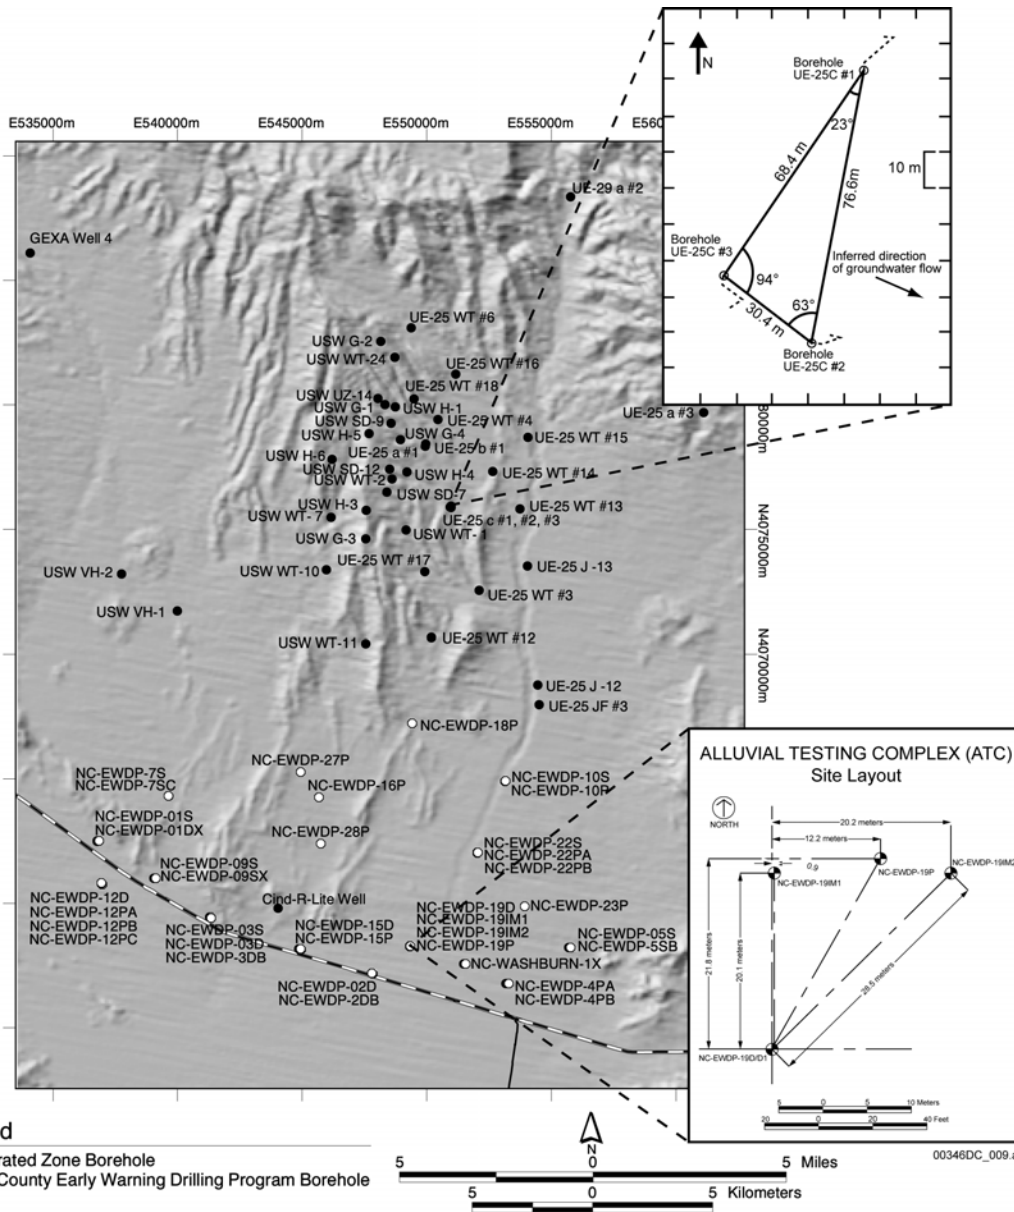 Borehole
UE-25C #1
N
23°
68.4 m
76.6m
10 m
Borehole
UE-25C #3
94°
63°
30.4 m
Inferred direction
of groundwater flow
Borehole
UE-25C #2
E535000m
E540000m
E545000m
E550000m
E555000m
E560
UE-29 a #2
GEXA Well 4
UE-25 WT #6
USW G-2
USW WT-24
UE-25 WT #16
UE-25 WT #18
USW UZ-14
USW G-1
USW H-1
UE-25 WT #4
UE-25 a #3
USW SD-9
USW H-5
USW G-4
UE-25 WT #15
UE-25 a #1
UE-25 b #1
USW H-6
USW SD-12
USW H-4
UE-25 WT #14
USW WT-2
USW SD-7
USW H-3
UE-25 WT #13
USW WT- 7
UE-25 c #1, #2, #3
USW WT- 1
USW G-3
UE-25 WT #17
USW WT-10
UE-25 J -13
USW VH-2
UE-25 WT #3
USW VH-1
USW WT-11
UE-25 WT #12
UE-25 J -12
UE-25 JF #3
80000m
N4075000m
N4070000m
NC-EWDP-18P
NC-EWDP-27P
NC-EWDP-7S
NC-EWDP-7SC
NC-EWDP-16P
NC-EWDP-10S
NC-EWDP-10P
NC-EWDP-01S
NC-EWDP-01DX
NC-EWDP-28P
NC-EWDP-22S
NC-EWDP-22PA
NC-EWDP-22PB
NC-EWDP-09S
NC-EWDP-09SX
NC-EWDP-12D
NC-EWDP-12PA
NC-EWDP-12PB
NC-EWDP-12PC
Cind-R-Lite Well
NC-EWDP-19D
NC-EWDP-19IM1
NC-EWDP-19IM2
NC-EWDP-19P
NC-EWDP-23P
NC-EWDP-03S
NC-EWDP-03D
NC-EWDP-3DB
NC-EWDP-15D
NC-EWDP-15P
NC-EWDP-05S
NC-EWDP-5SB
NC-WASHBURN-1X
NC-EWDP-02D
NC-EWDP-2DB
NC-EWDP-4PA
NC-EWDP-4PB
ALLUVIAL TESTING COMPLEX (ATC)
Site Layout
NORTH
20.2 meters
12.2 meters
0.9
NC-EWDP-19IM2
NC-EWDP-19P
NC-EWDP-19IM1
21.8 meters
20.1 meters
28.5 meters
NC-EWDP-19D/D1
5 0 5 10 Meters
20 0 20 40 Feet
d
rated Zone Borehole
County Early Warning Drilling Program Borehole
N
5 0 5 Miles
5 0 5 Kilometers
00346DC_009.a